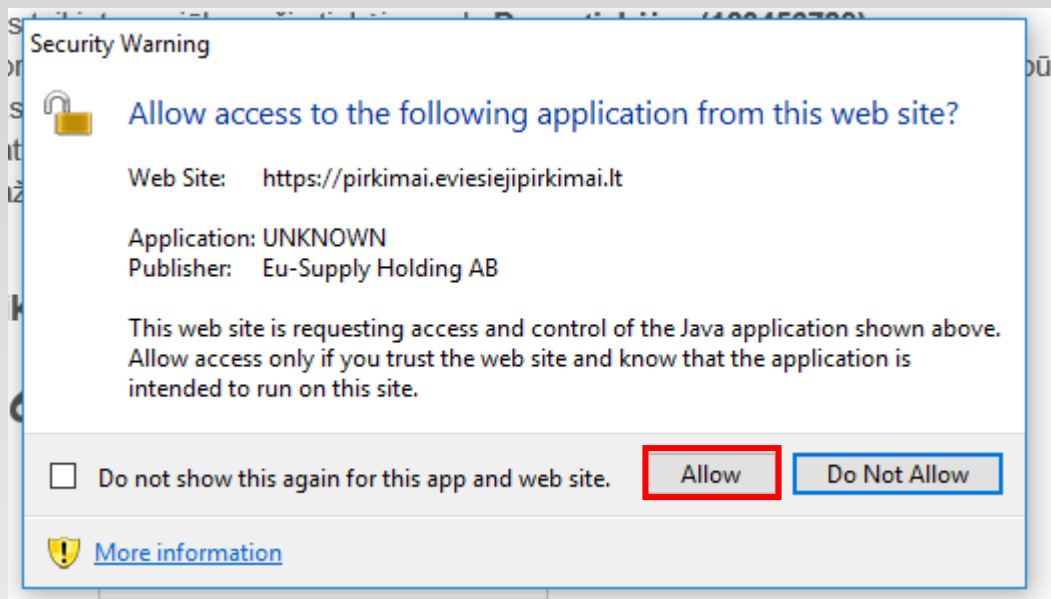 Security Warning
Allow access to the following application from this web site?
Web Site: https://pirkimai.eviesiejipirkimai.lt
Application: UNKNOWN
Publisher: Eu-Supply Holding AB
This web site is requesting access and control of the Java application shown above.
Allow access only if you trust the web site and know that the application is
intended to run on this site.
Do not show this again for this app and web site.
Allow
Do Not Allow
More information